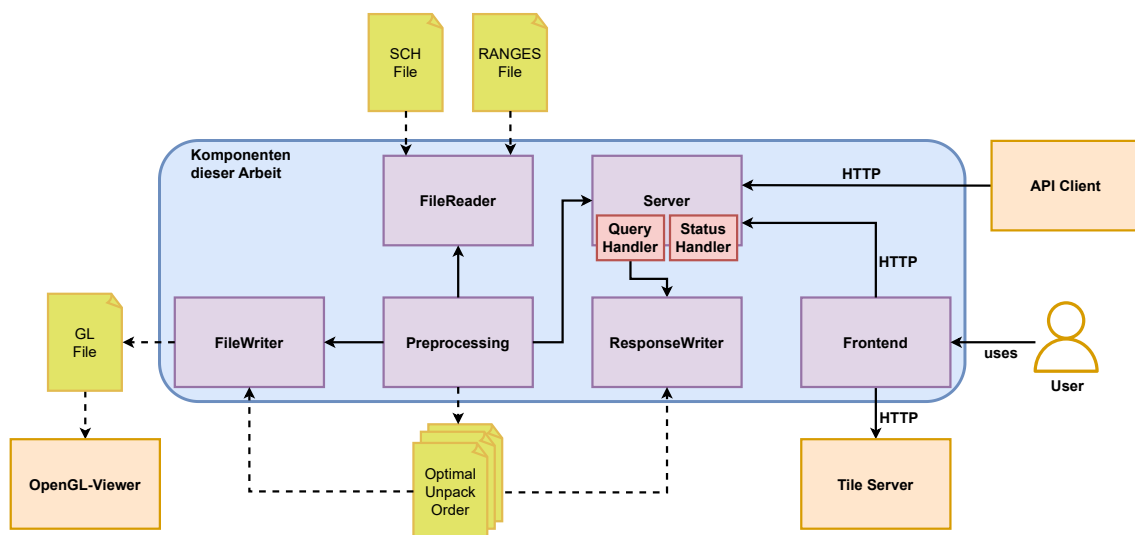 SCH
File
RANGES
File
Komponenten
dieser Arbeit
FileReader
Server
Query
Handler
Status
Handler
HTTP
API Client
HTTP
GL
File
FileWriter
Preprocessing
ResponseWriter
Frontend
uses
User
HTTP
OpenGL-Viewer
Optimal
Unpack
Order
Tile Server